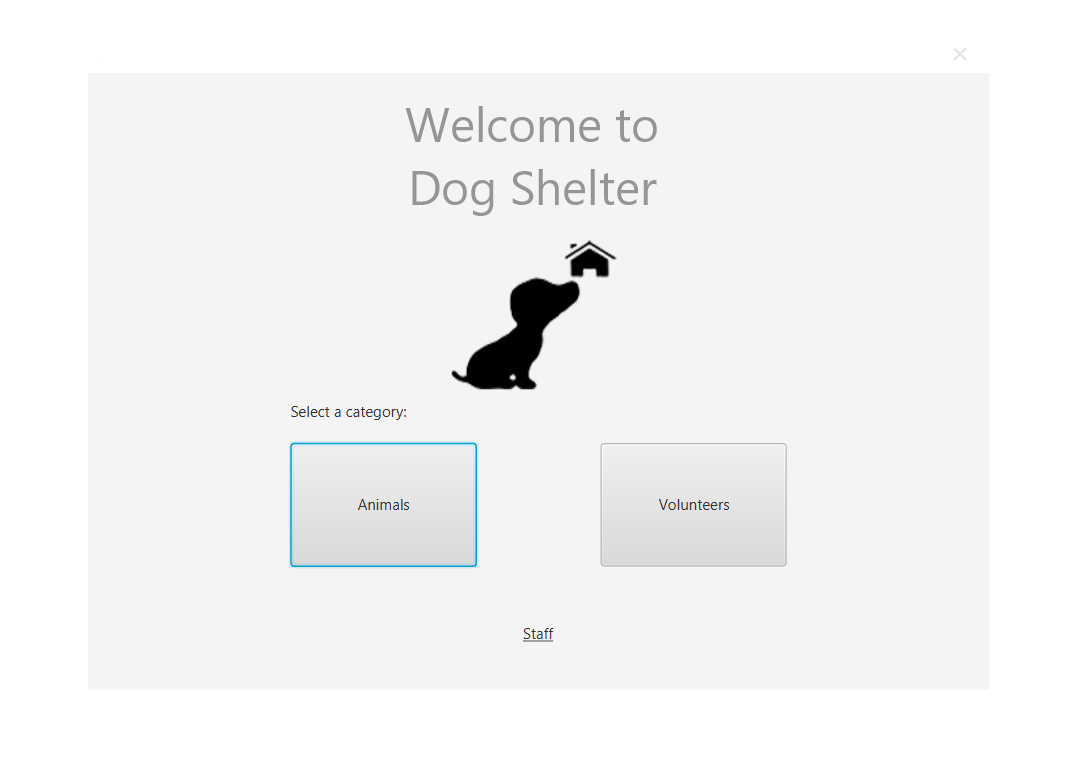 Welcome to
Dog Shelter
Select a category:
Animals
Volunteers
Staff